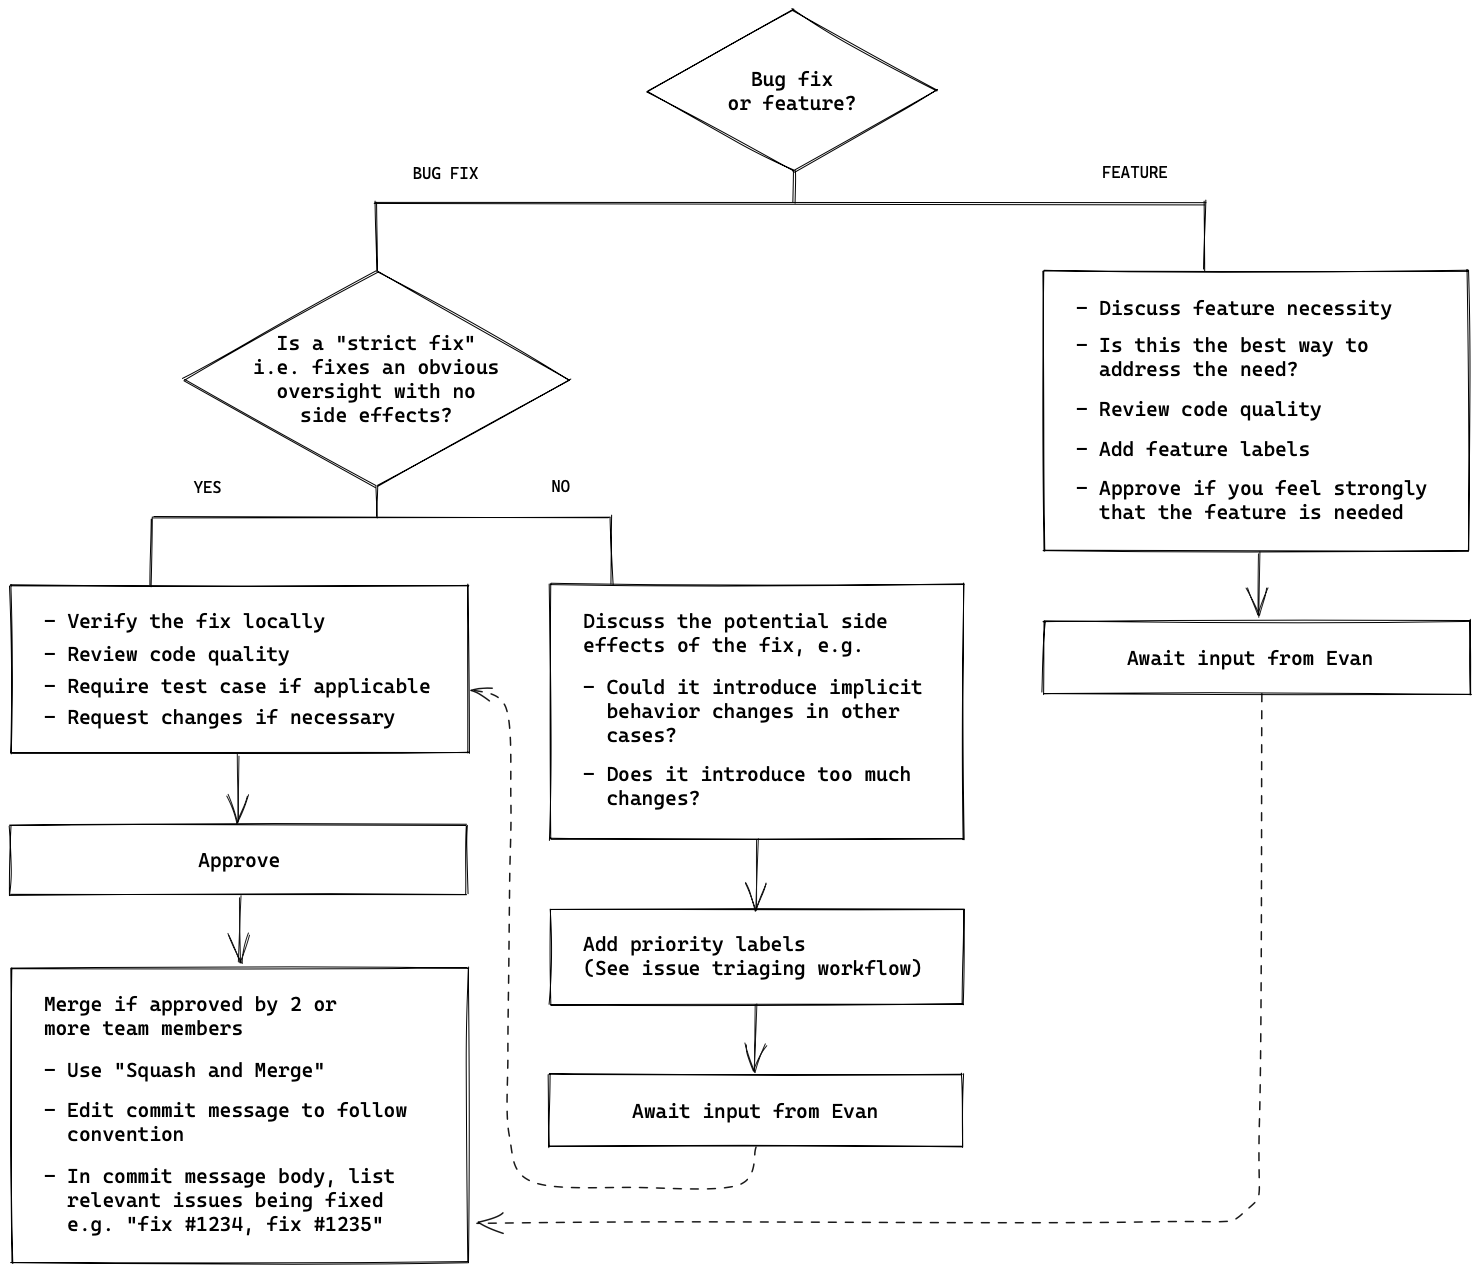 Bug fix
or feature?
BUG FIX
FEATURE
Is a "strict fix"
i.e. fixes an obvious
oversight with no
side effects?
– Discuss feature necessity
– Is this the best way to
address the need?
– Review code quality
– Add feature labels
– Approve if you feel strongly
that the feature is needed
YES
NO
– Verify the fix locally
– Review code quality
– Require test case if applicable
– Request changes if necessary
Discuss the potential side
effects of the fix, e.g.
– Could it introduce implicit
behavior changes in other
cases?
– Does it introduce too much
changes?
Await input from Evan
Approve
Add priority labels
(See issue triaging workflow)
Merge if approved by 2 or
more team members
– Use "Squash and Merge"
– Edit commit message to follow
convention
– In commit message body, list
relevant issues being fixed
e.g. "fix #1234, fix #1235"
Await input from Evan